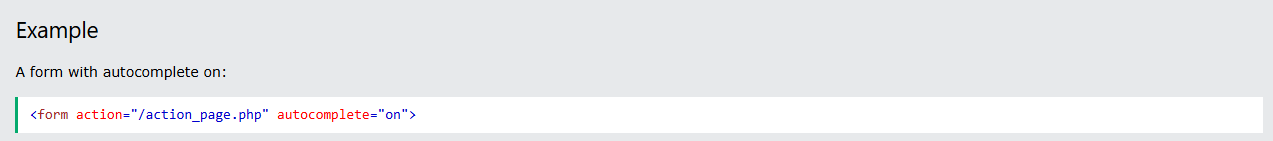 Example
A form with autocomplete on:
<form action="/action_page.php" autocomplete="on">